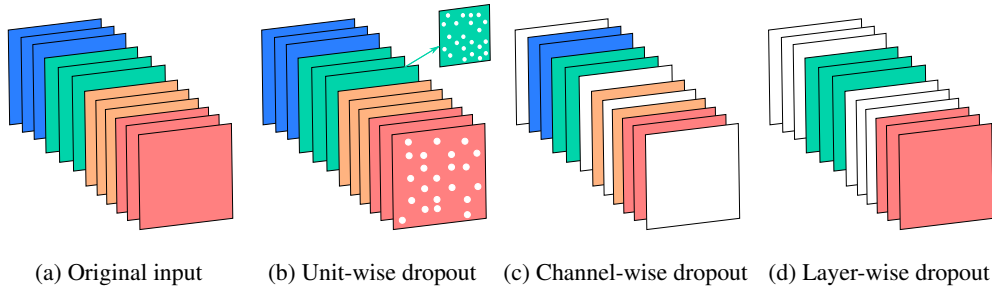 (a) Original input
(b) Unit-wise dropout
(c) Channel-wise dropout
(d) Layer-wise dropout